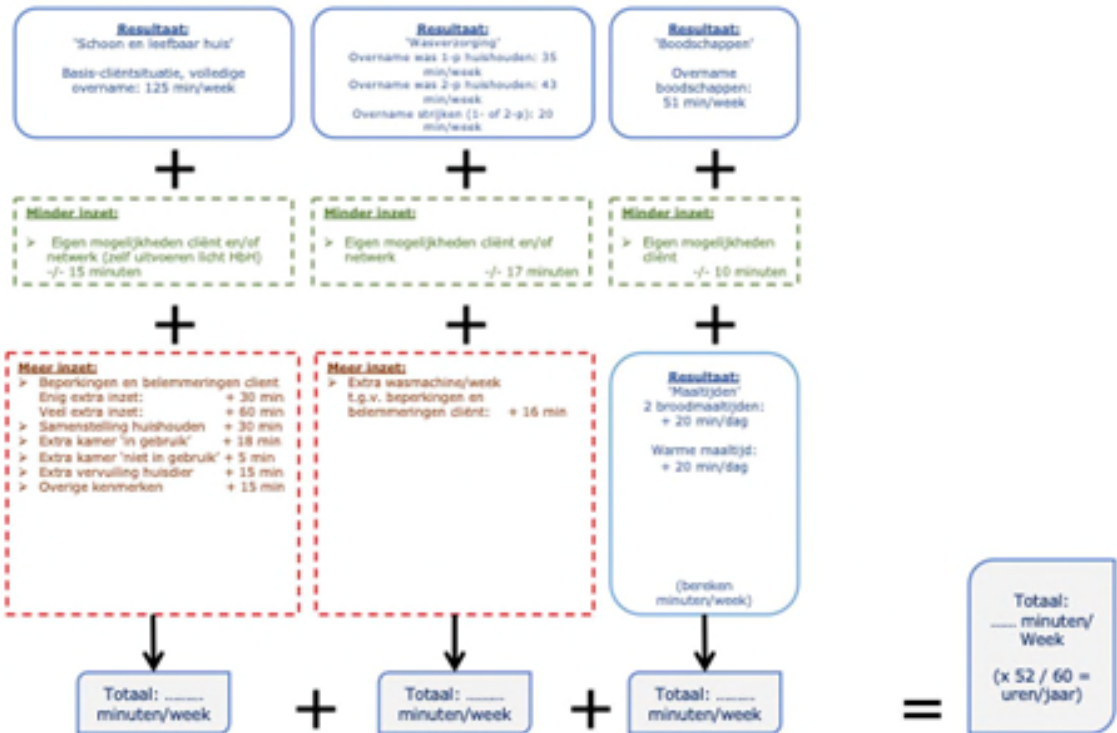 Resultaat:
'Schoon en leefbaar huis'
Basis-cliëntsituatie, volledige
overname: 125 min/week
Resultaat:
'Wasverzorging'
Overname was 1-p huishouden: 35
min/week
Overname was 2-p huishouden: 43
min/week
Overname strijken (1- of 2-p): 20
min/week
Resultaat:
'Boodschappen'
Overname
boodschappen:
51 min/week
+
+
+
Minder inzet:
➢ Eigen mogelijkheden cliënt en/of
netwerk (zelf uitvoeren licht HbH)
-/- 15 minuten
Minder inzet:
➢ Eigen mogelijkheden cliënt en/of
netwerk
-/- 17 minuten
Minder inzet:
➢ Eigen mogelijkheden
cliënt
-/- 10 minuten
+
+
+
Meer inzet:
➢ Beperkingen en belemmeringen client
Enig extra inzet: + 30 min
Veel extra inzet: + 60 min
➢ Samenstelling huishouden + 30 min
➢ Extra kamer 'in gebruik' + 18 min
➢ Extra kamer 'niet in gebruik' + 5 min
➢ Extra vervuiling huisdier + 15 min
➢ Overige kenmerken + 15 min
Meer inzet:
➢ Extra wasmachine/week
t.g.v. beperkingen en
belemmeringen cliënt: + 16 min
Resultaat:
'Maaltijden'
2 broodmaaltijden:
+ 20 min/dag
Warme maaltijd:
+ 20 min/dag
(bereken
minuten/week)
Totaal: ..........
minuten/week
+
Totaal: ..........
minuten/week
+
Totaal: ..........
minuten/week
=
Totaal:
...... minuten/
Week
(x 52 / 60 =
uren/jaar)